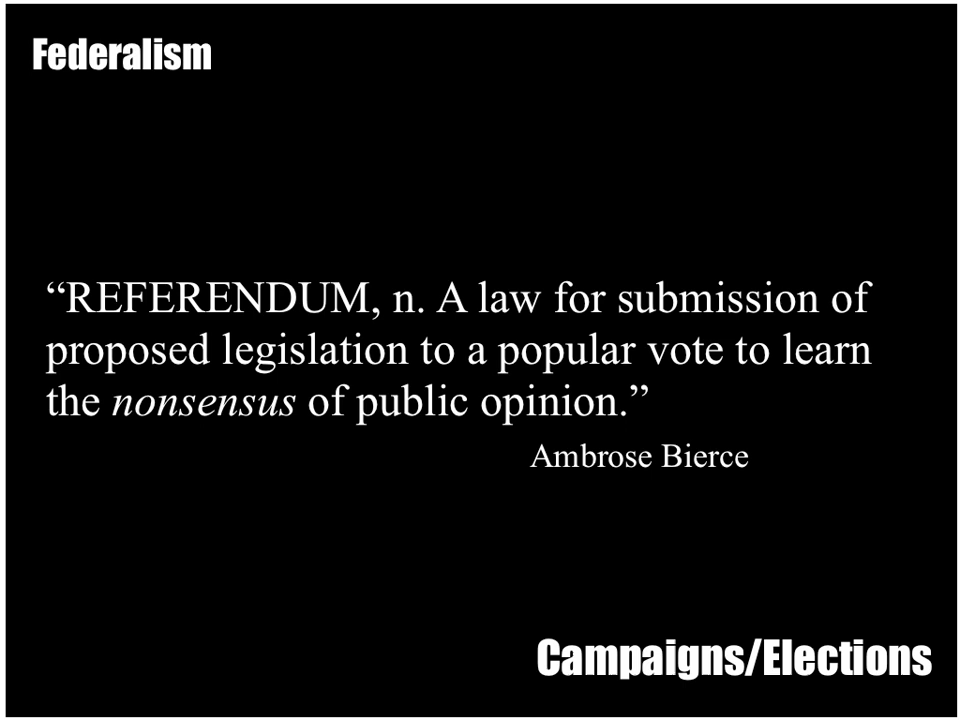 Federalism
“REFERENDUM, n. A law for submission of
proposed legislation to a popular vote to learn
the nonsensus of public opinion.”
Ambrose Bierce
Campaigns/Elections